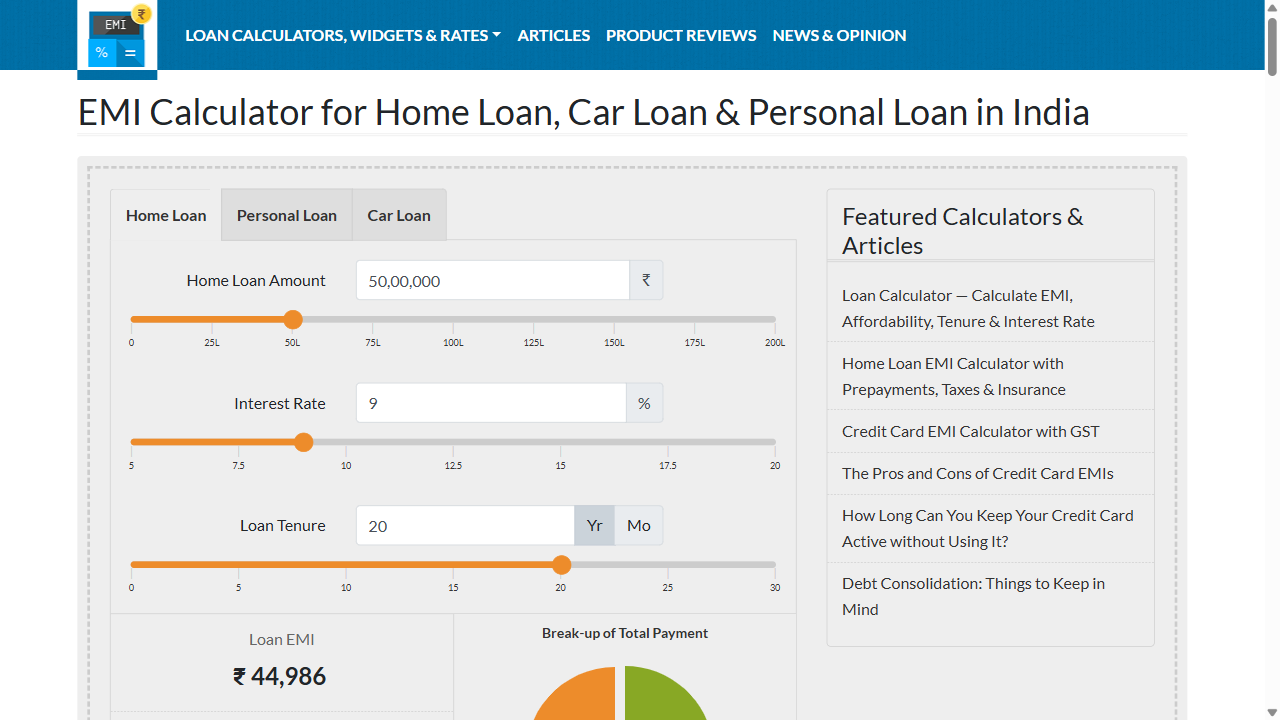 EMI ₹
% =
LOAN CALCULATORS, WIDGETS & RATES ARTICLES PRODUCT REVIEWS NEWS & OPINION
EMI Calculator for Home Loan, Car Loan & Personal Loan in India
Home Loan Personal Loan Car Loan
Home Loan Amount 50,00,000 ₹
0 25L 50L 75L 100L 125L 150L 175L 200L
Interest Rate 9 %
5 7.5 10 12.5 15 17.5 20
Loan Tenure 20 Yr Mo
0 5 10 15 20 25 30
Loan EMI
₹ 44,986
Break-up of Total Payment
Featured Calculators &
Articles
Loan Calculator — Calculate EMI,
Affordability, Tenure & Interest Rate
Home Loan EMI Calculator with
Prepayments, Taxes & Insurance
Credit Card EMI Calculator with GST
The Pros and Cons of Credit Card EMIs
How Long Can You Keep Your Credit Card
Active without Using It?
Debt Consolidation: Things to Keep in
Mind